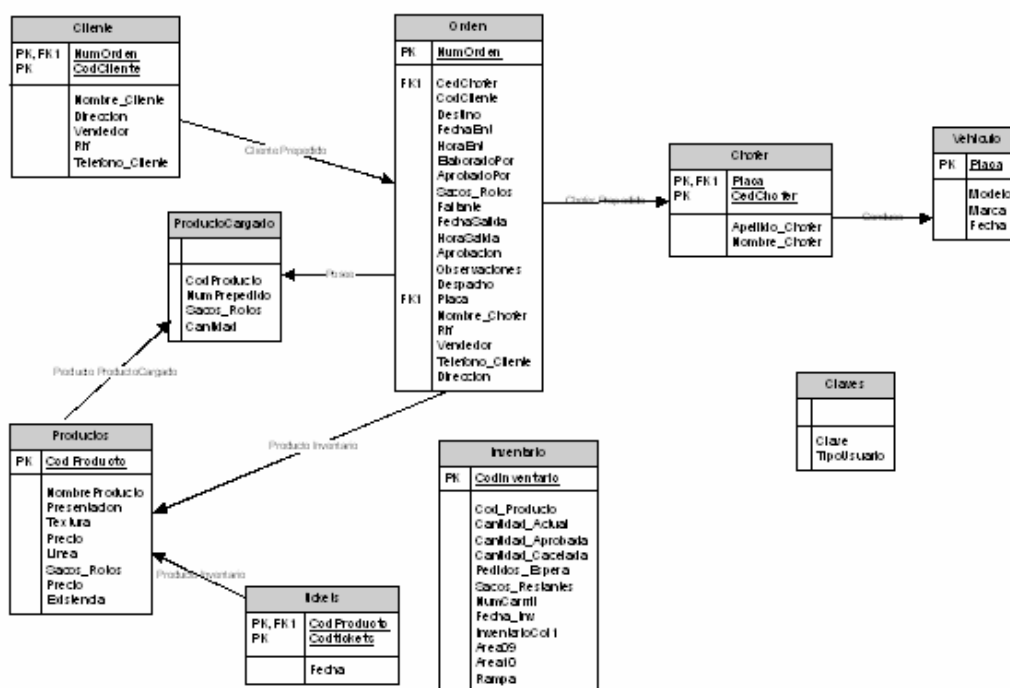 Cliente
PK, FK1 NumOrden
PK CodCliente
Nombre_Cliente
Direccion
Vendedor
Rif
Telefono_Cliente
Orden
PK NumOrden
FK1 CedChofer
CodCliente
Destino
FechaEnt
HoraEnt
ElaboradoPor
AprobadoPor
Sacos_Rolos
Faltante
FechaSalida
HoraSalida
Aprobacion
Observaciones
Despacho
FK1 Placa
Nombre_Chofer
Rif
Vendedor
Telefono_Cliente
Direccion
Cliente Prepedido
Chofer Prepedido
Chofer
PK, FK1 Placa
PK CedChofer
Apellido_Chofer
Nombre_Chofer
Conduce
Vehiculo
PK Placa
Modelo
Marca
Fecha
ProductoCargado
CodProducto
NumPrepedido
Sacos_Rolos
Cantidad
Posee
Producto ProductoCargado
Productos
PK Cod Producto
NombreProducto
Presentacion
Textura
Precio
Linea
Sacos_Rolos
Precio
Existencia
Producto Inventario
Producto Inventario
Tickets
PK, FK1 Cod Producto
PK Codtickets
Fecha
Inventario
PK CodInventario
Cod_Producto
Cantidad_Actual
Cantidad_Aprobada
Cantidad_Cacelada
Pedidos_Espera
Sacos_Restantes
NumCarril
Fecha_Inv
InventarioCol1
Area09
Area10
Rampa
Claves
Clave
TipoUsuario